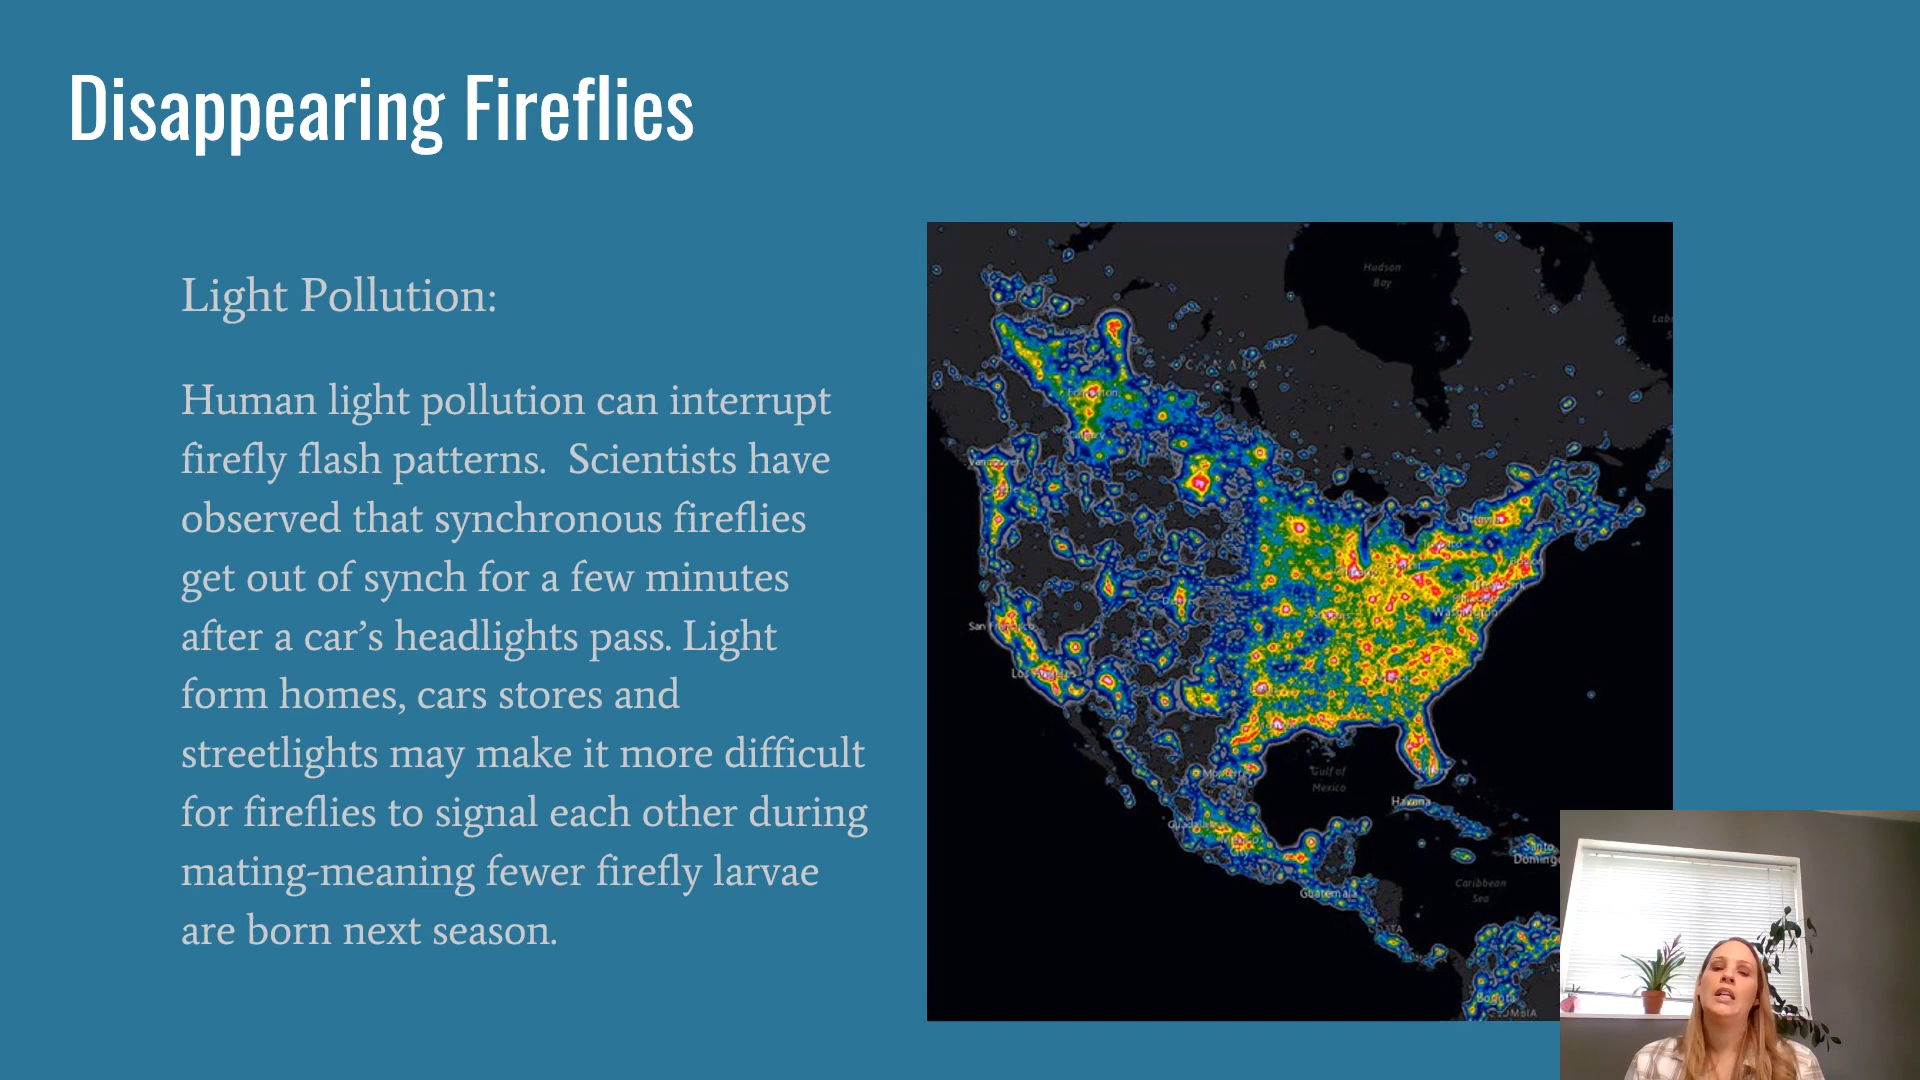 Disappearing Fireflies
Light Pollution:
Human light pollution can interrupt
firefly flash patterns.  Scientists have
observed that synchronous fireflies
get out of synch for a few minutes
after a car’s headlights pass. Light
form homes, cars stores and
streetlights may make it more difficult
for fireflies to signal each other during
mating-meaning fewer firefly larvae
are born next season.
Hudson
Bay
CANADA
Ottawa
San Francisco
Los Angeles
Washington
Gulf of
Mexico
Miami
Havana
Santo
Domingo
Caribbean
Sea
Guatemala
Bogota